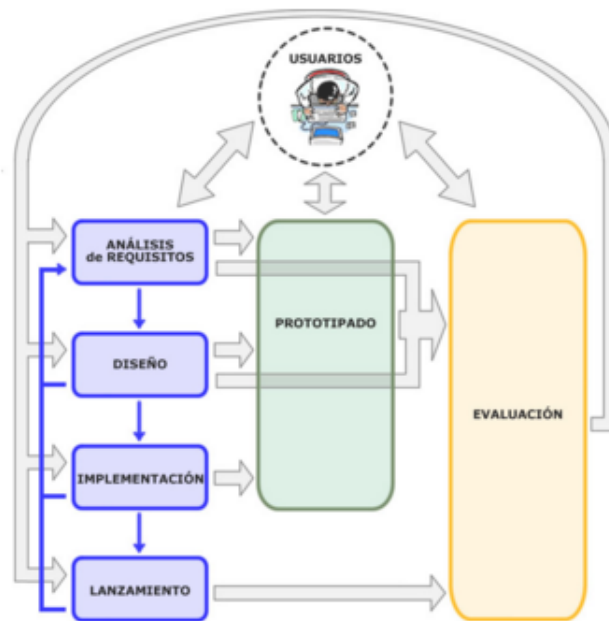 USUARIOS
ANÁLISIS
de REQUISITOS
PROTOTIPADO
DISEÑO
EVALUACIÓN
IMPLEMENTACIÓN
LANZAMIENTO